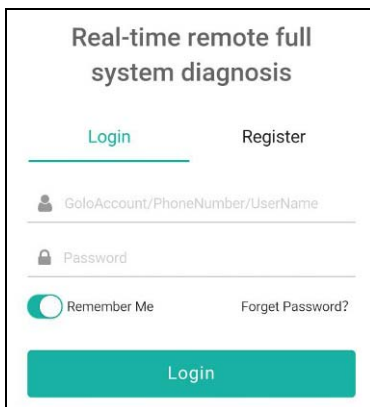 Real-time remote full
system diagnosis
Login Register
GoloAccount/PhoneNumber/UserName
Password
Remember Me Forget Password?
Login